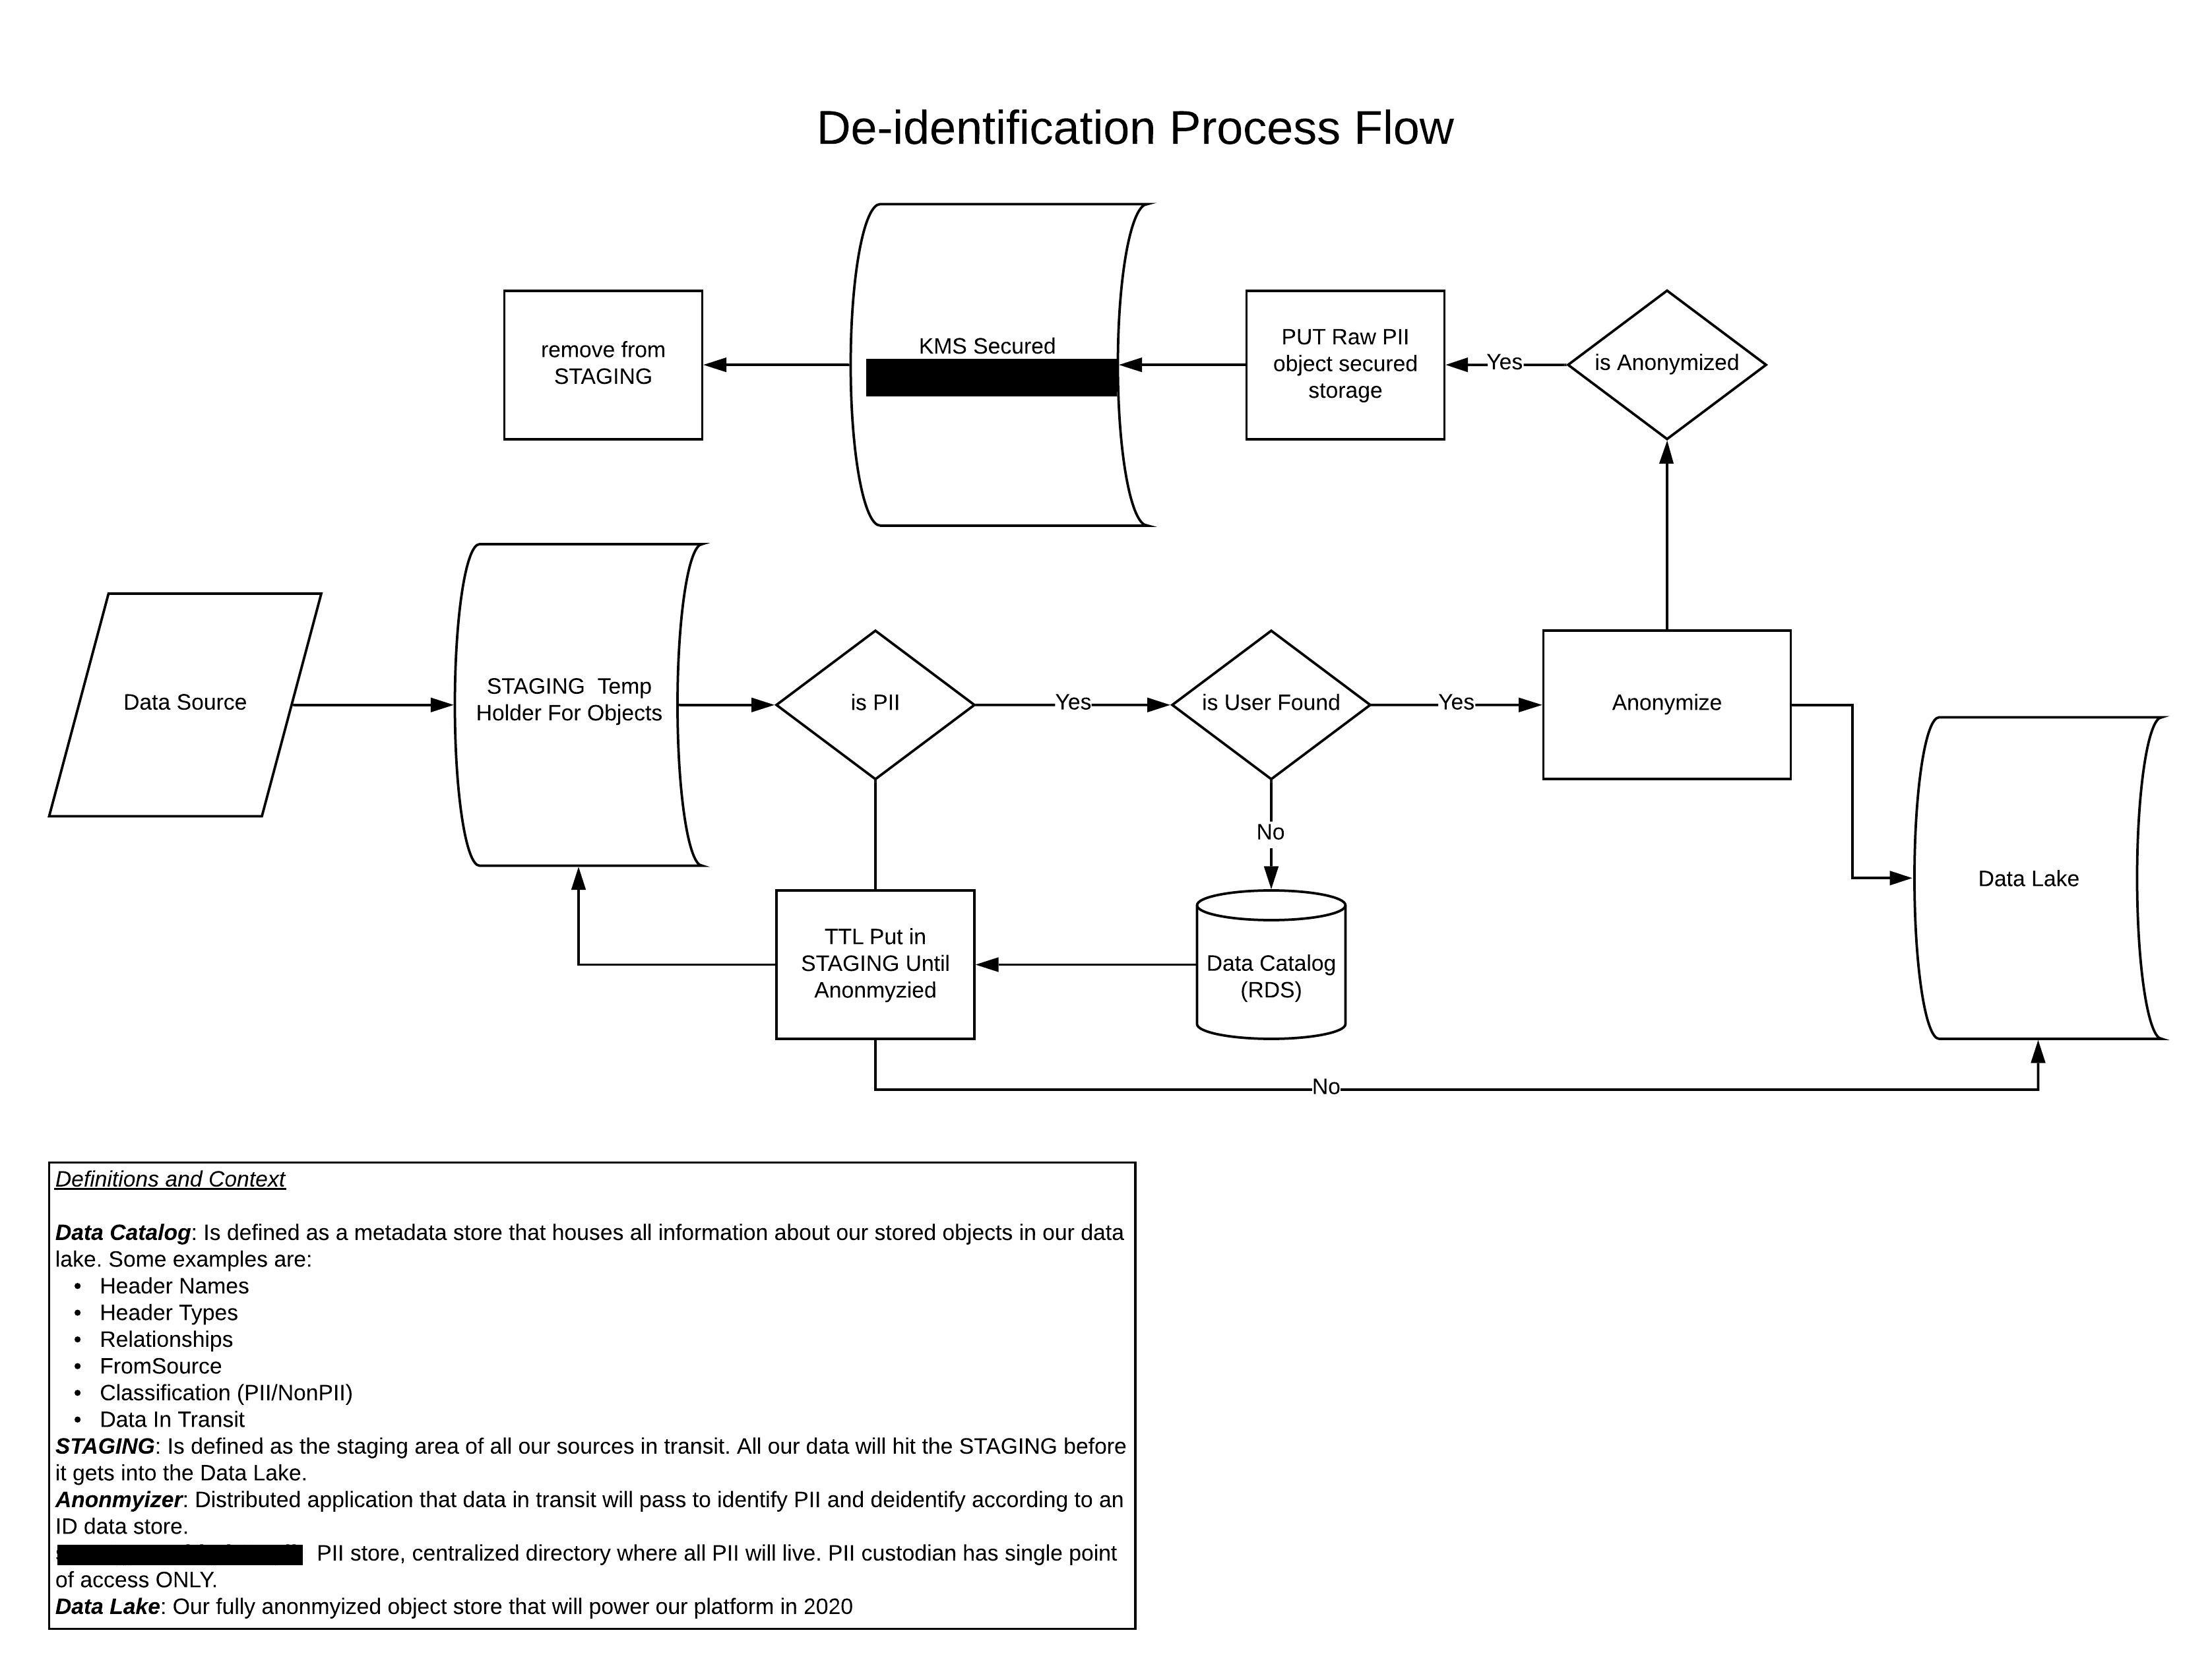 De-identification Process Flow
remove from
STAGING
KMS Secured
PUT Raw PII
object secured
storage
Yes
is Anonymized
Data Source
STAGING  Temp
Holder For Objects
is PII
Yes
is User Found
Yes
Anonymize
No
Data Lake
TTL Put in
STAGING Until
Anonmyzied
Data Catalog
(RDS)
No
Definitions and Context
Data Catalog: Is defined as a metadata store that houses all information about our stored objects in our data
lake. Some examples are:
• Header Names
• Header Types
• Relationships
• FromSource
• Classification (PII/NonPII)
• Data In Transit
STAGING: Is defined as the staging area of all our sources in transit. All our data will hit the STAGING before
it gets into the Data Lake.
Anonmyizer: Distributed application that data in transit will pass to identify PII and deidentify according to an
ID data store.
PII store, centralized directory where all PII will live. PII custodian has single point
of access ONLY.
Data Lake: Our fully anonmyized object store that will power our platform in 2020